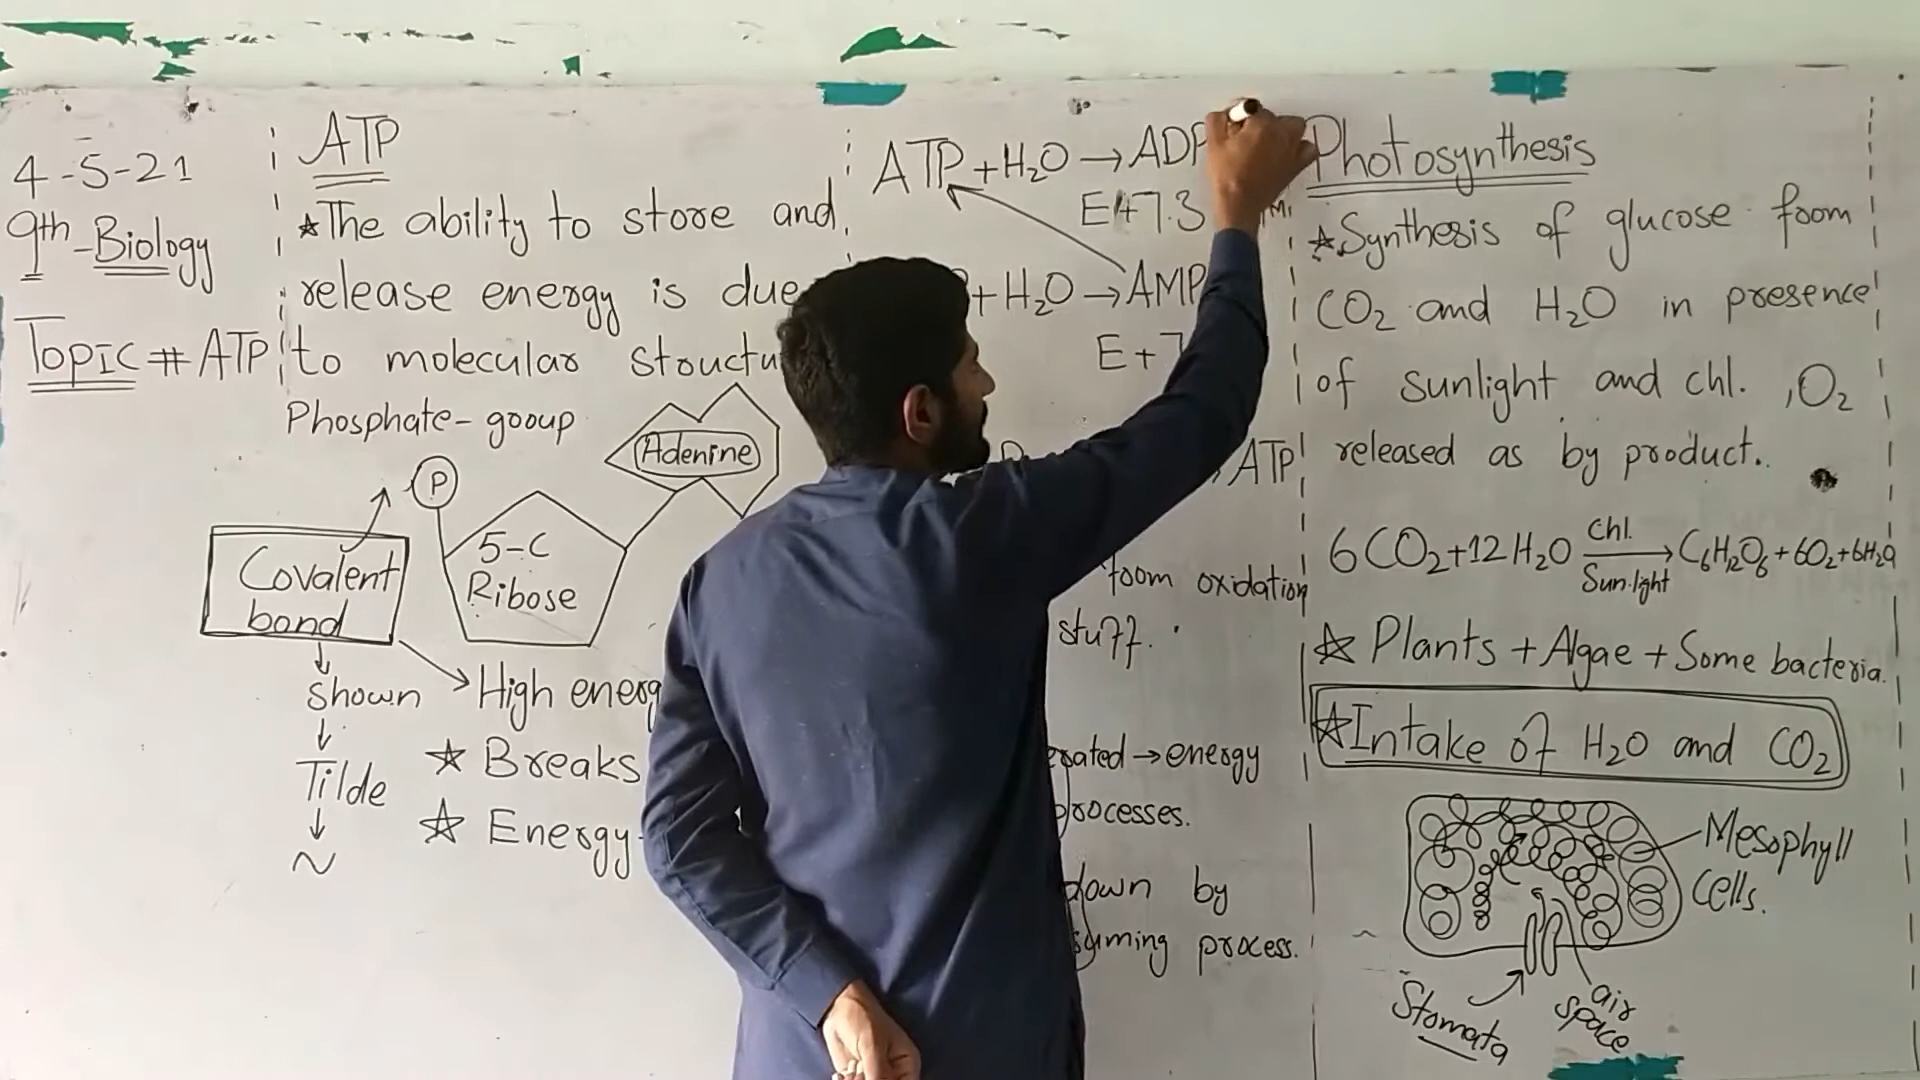 4-5-21
9th-Biology
Topic # ATP
ATP
★The ability to store and
release energy is due
to molecular
Phosphate-group
Adenine
P
5-C
Ribose
Covalent
bond
shown
High
Tilde
★ Breaks
★ Energy
~
ATP+H₂O→ADP
E+7.3
+H₂O→AMP
E+7
ATP
from oxidation
stuff.
→energy
processes.
down by
process.
Photosynthesis
★Synthesis of glucose from
CO₂ and H₂O in presence
of sunlight and chl. ,O₂
released as by product..
Chl.
6CO₂+12H₂O→C₆H₁₂O₆+6O₂+6H₂O
Sun.light
★ Plants +Algae +Some bacteria.
★Intake of H₂O and CO₂
Mesophyll
Cells.
Stomata
air
space